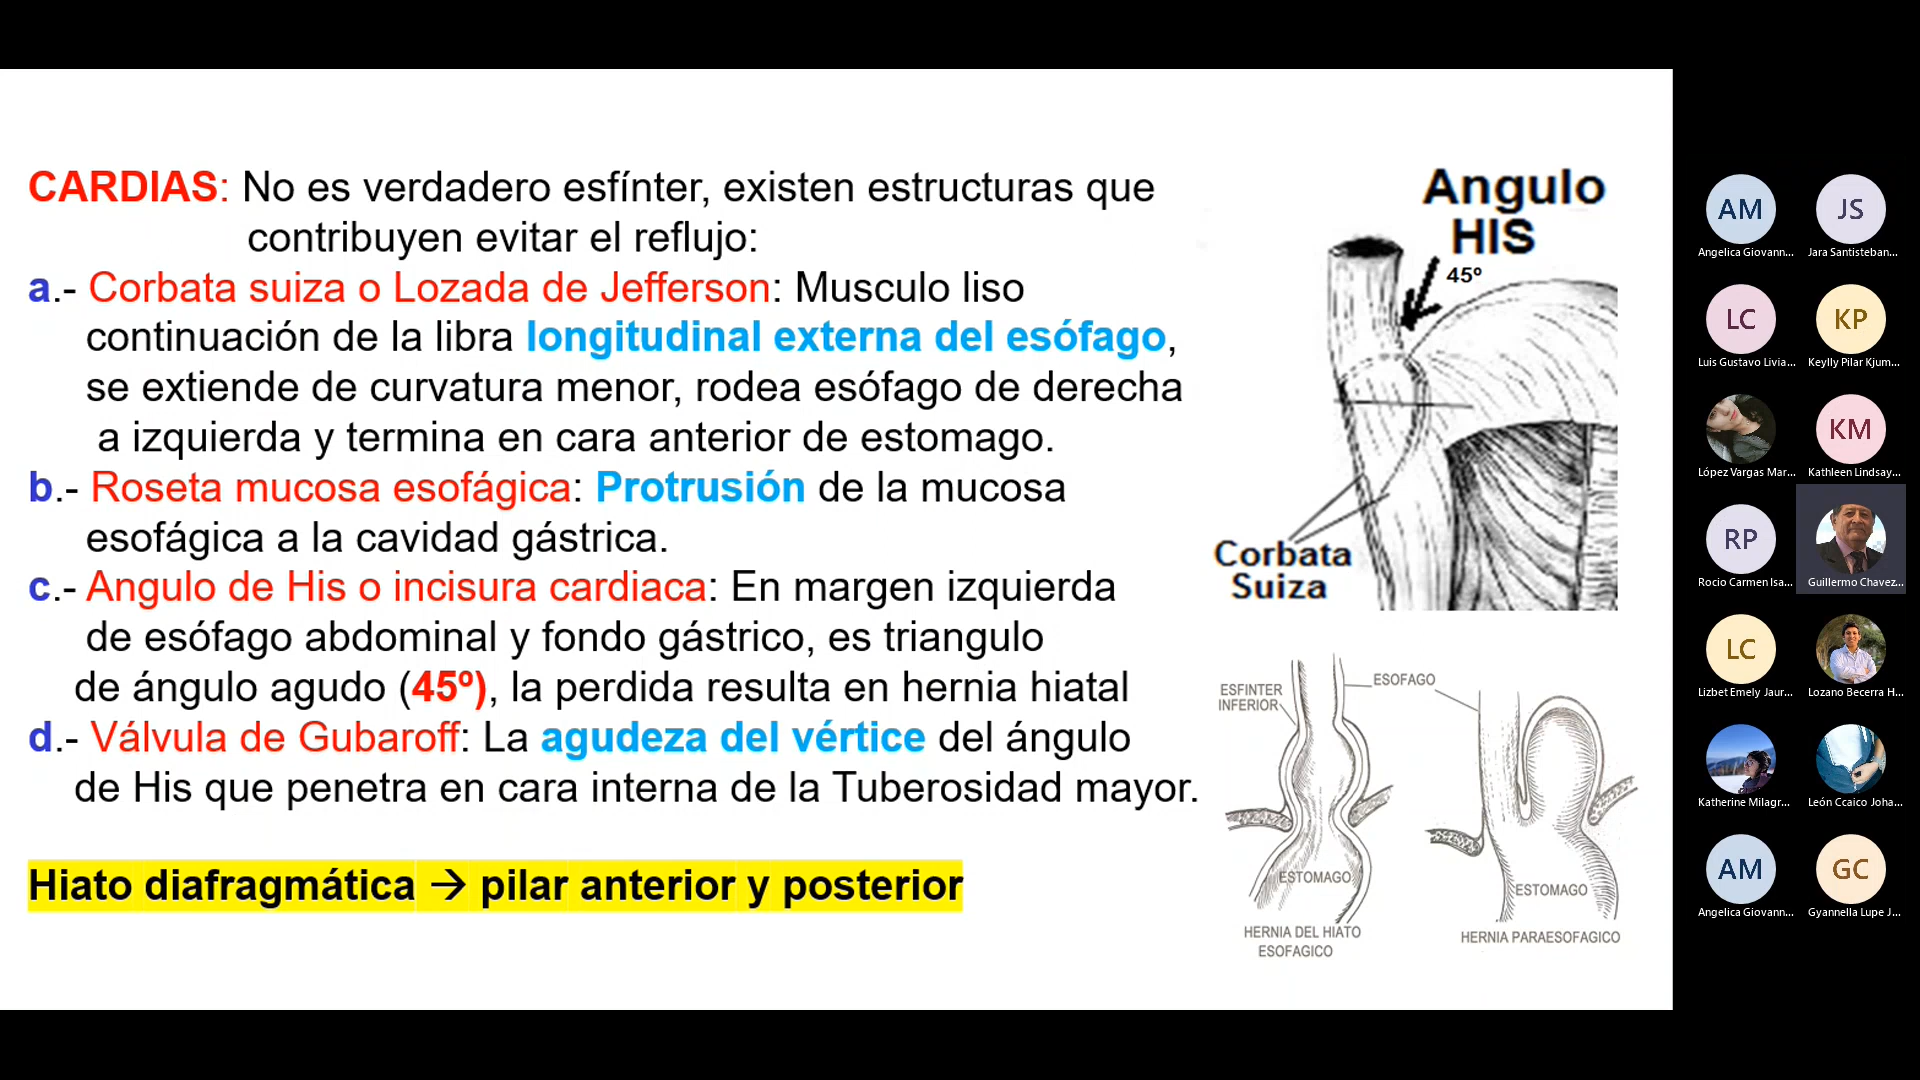 CARDIAS: No es verdadero esfínter, existen estructuras que
contribuyen evitar el reflujo:
a.- Corbata suiza o Lozada de Jefferson: Musculo liso
continuación de la libra longitudinal externa del esófago,
se extiende de curvatura menor, rodea esófago de derecha
a izquierda y termina en cara anterior de estomago.
b.- Roseta mucosa esofágica: Protrusión de la mucosa
esofágica a la cavidad gástrica.
c.- Angulo de His o incisura cardiaca: En margen izquierda
de esófago abdominal y fondo gástrico, es triangulo
de ángulo agudo (45º), la perdida resulta en hernia hiatal
d.- Válvula de Gubaroff: La agudeza del vértice del ángulo
de His que penetra en cara interna de la Tuberosidad mayor.
Hiato diafragmática → pilar anterior y posterior
Angulo
HIS
45º
Corbata
Suiza
ESFINTER
INFERIOR
ESOFAGO
ESTOMAGO
ESTOMAGO
HERNIA DEL HIATO
ESOFAGICO
HERNIA PARAESOFAGICO
AM
JS
Angelica Giovann...
Jara Santisteban...
LC
KP
Luis Gustavo Livia...
Keylly Pilar Kjum...
KM
López Vargas Mar...
Kathleen Lindsay...
RP
Rocio Carmen Isa...
Guillermo Chavez...
LC
Lizbet Emely Jaur...
Lozano Becerra H...
Katherine Milagr...
León Ccaico Joha...
AM
GC
Angelica Giovann...
Gyannella Lupe J...